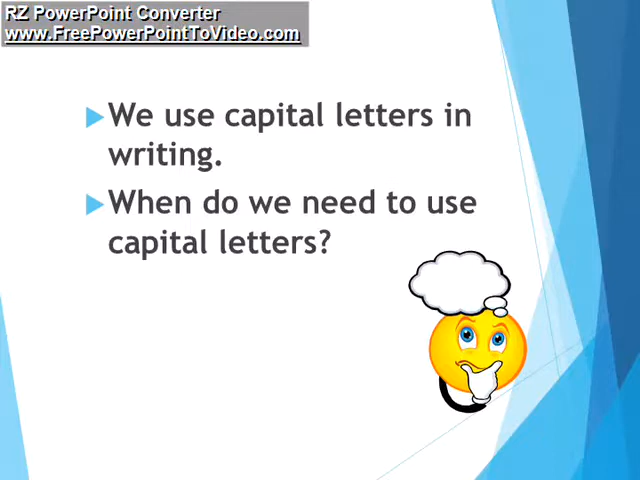 RZ PowerPoint Converter
www.FreePowerPointToVideo.com
We use capital letters in
writing.
When do we need to use
capital letters?